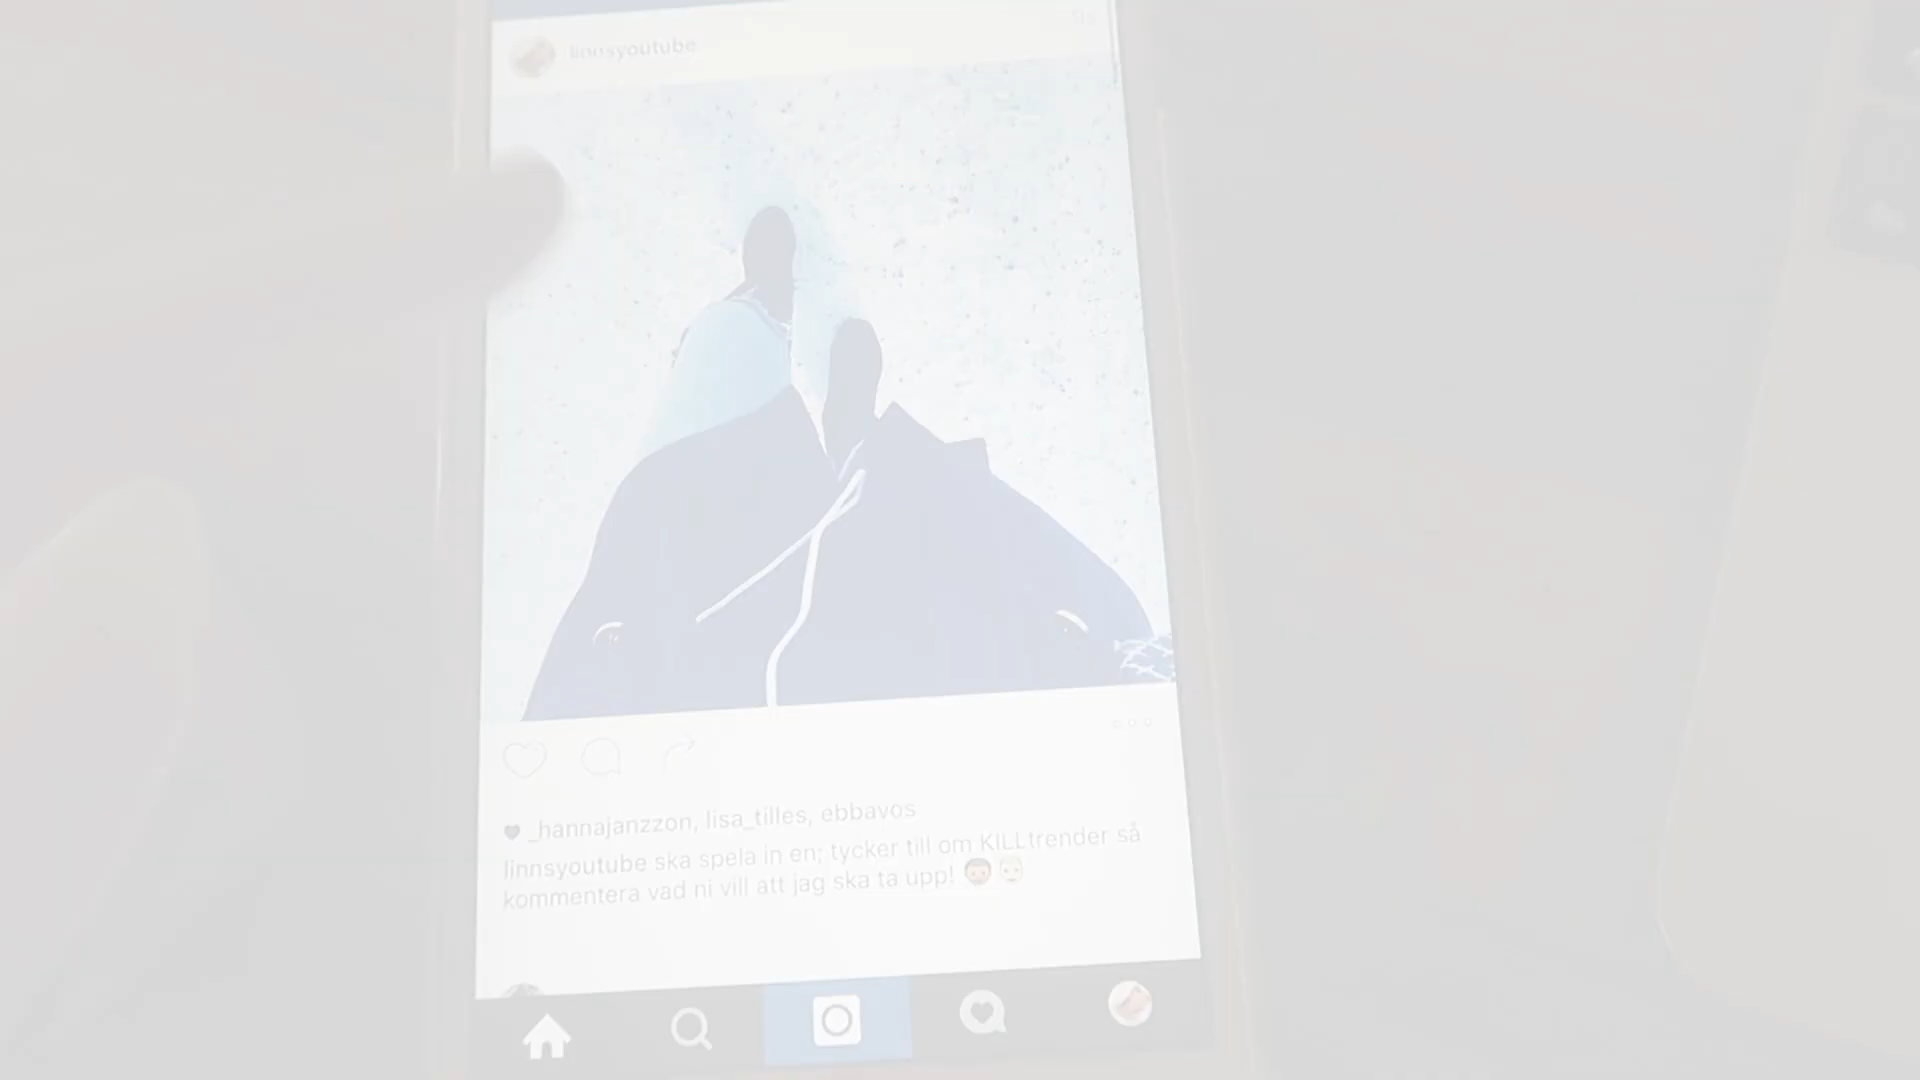 linnsyoutube
9s
_hannajanzzon, lisa_tilles, ebbavos
linnsyoutube ska spela in en; tycker till om KILLtrender så
kommentera vad ni vill att jag ska ta upp!